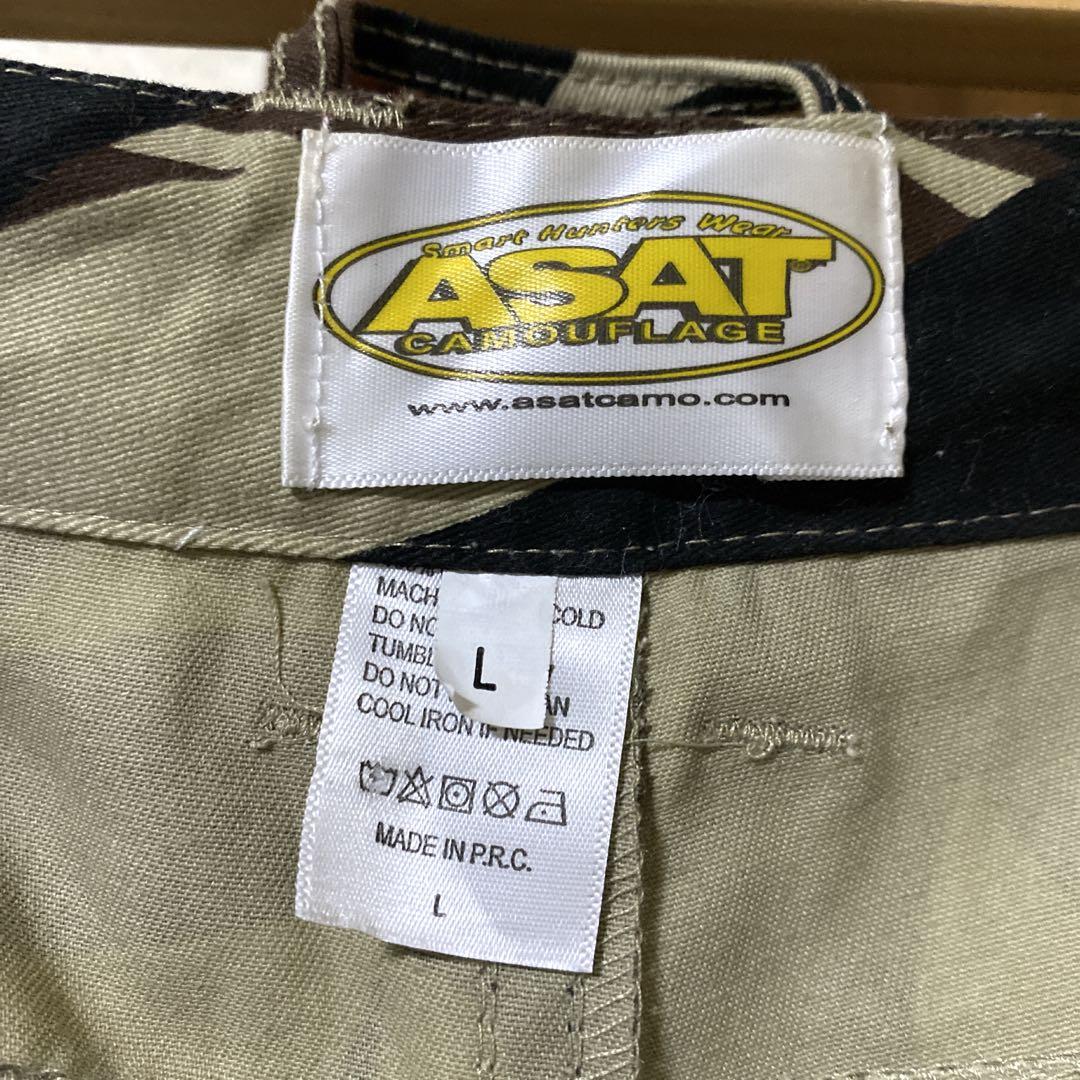 Smart Hunters Wear
ASAT®
CAMOUFLAGE
www.asatcamo.com
COLD
L
COOL IRON IF NEEDED
MADE IN P.R.C.
L